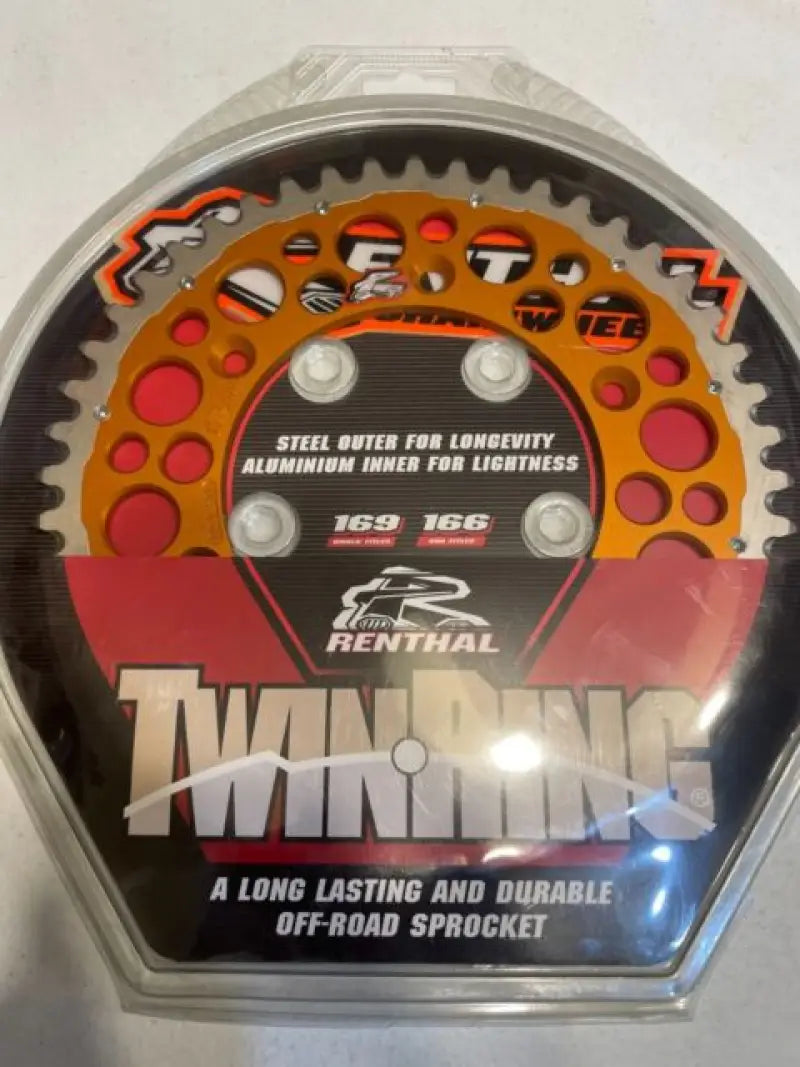 STEEL OUTER FOR LONGEVITY
ALUMINIUM INNER FOR LIGHTNESS
169 166
RENTHAL
TWINRING®
A LONG LASTING AND DURABLE
OFF-ROAD SPROCKET